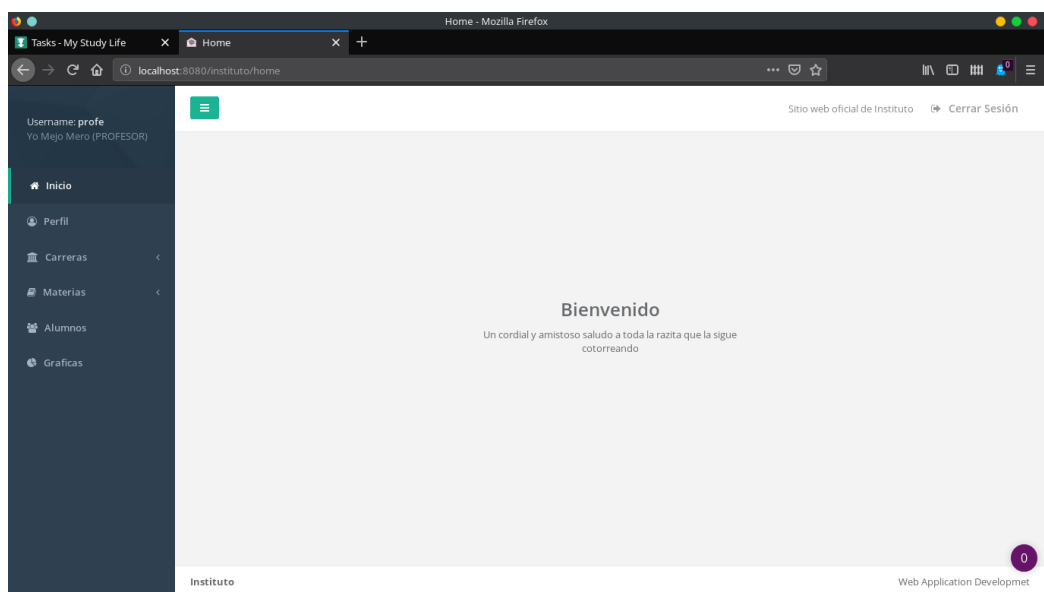 Home - Mozilla Firefox
Tasks - My Study Life
Home
localhost:8080/instituto/home
0
Username: profe
Yo Mejo Mero (PROFESOR)
Sitio web oficial de Instituto
Cerrar Sesión
Inicio
Perfil
Carreras
Materias
Alumnos
Graficas
Bienvenido
Un cordial y amistoso saludo a toda la razita que la sigue
cotorreando
0
Instituto
Web Application Developmet